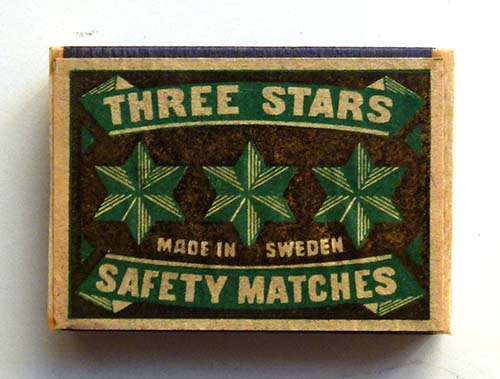 THREE STARS
MADE IN SWEDEN
SAFETY MATCHES